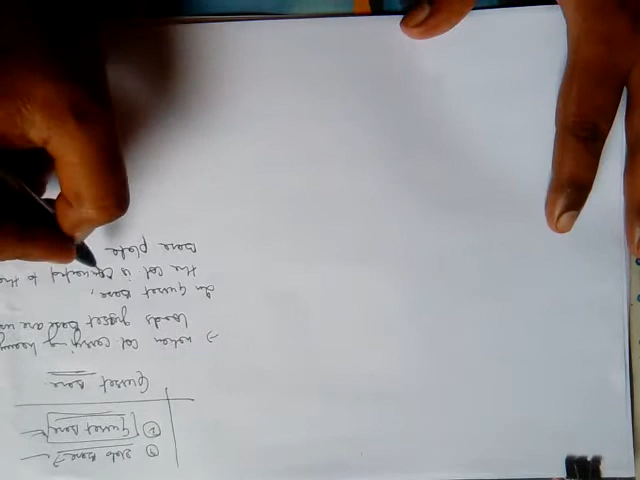 ① slab base →
② Gusset base
Gusset base
→ when col carrying heavy
loads gusset base are us
In Gusset base,
the col is connected to the
base plate